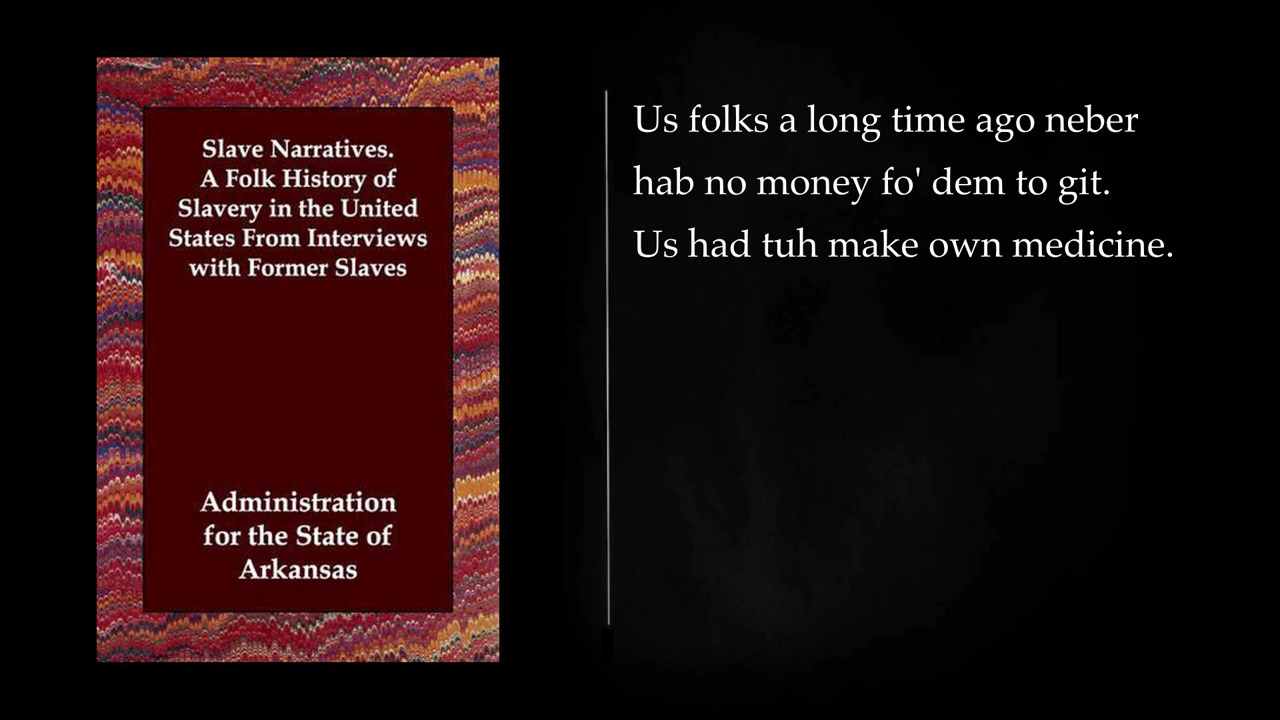 Slave Narratives.
A Folk History of
Slavery in the United
States From Interviews
with Former Slaves
Administration
for the State of
Arkansas
Us folks a long time ago neber
hab no money fo' dem to git.
Us had tuh make own medicine.